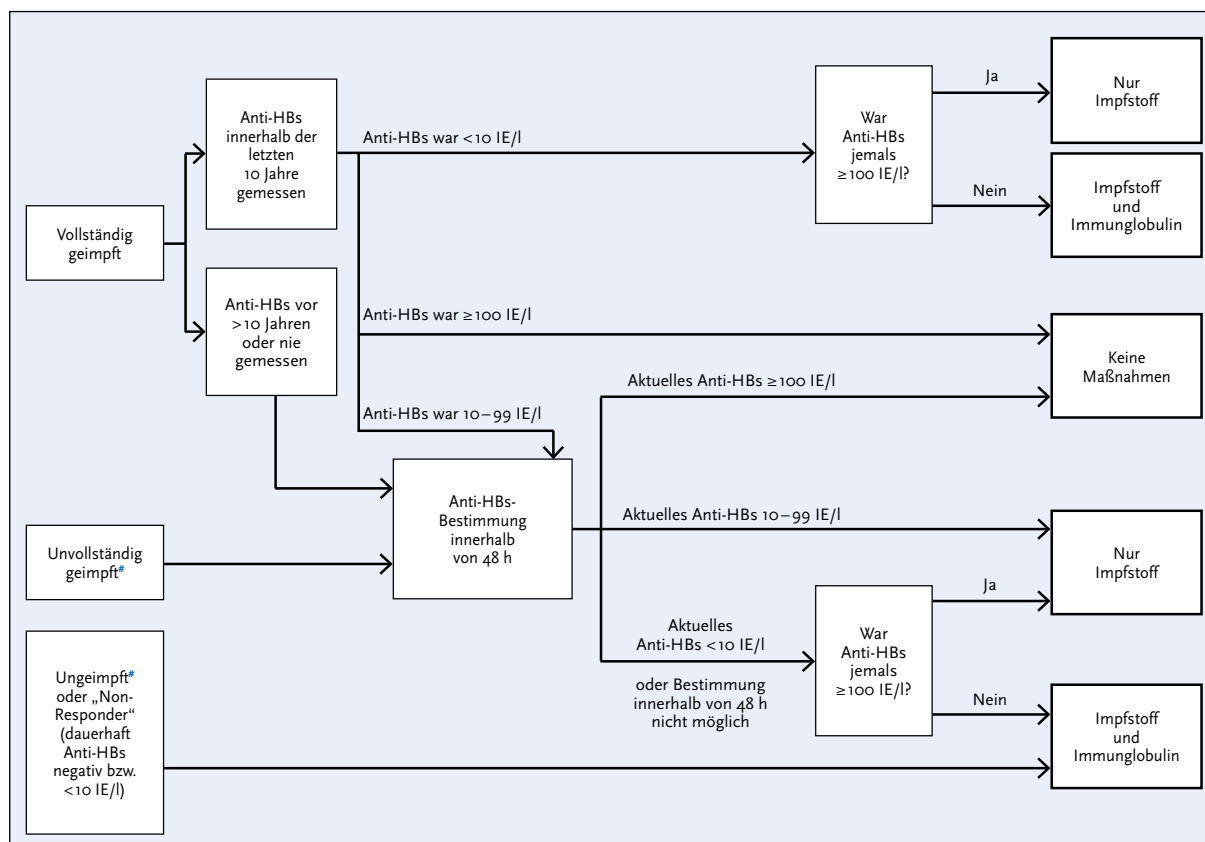 Vollständig
geimpft
Anti-HBs
innerhalb der
letzten
10 Jahre
gemessen
Anti-HBs vor
>10 Jahren
oder nie
gemessen
Anti-HBs war <10 IE/l
War
Anti-HBs
jemals
≥100 IE/l?
Ja
Nur
Impfstoff
Nein
Impfstoff
und
Immunglobulin
Anti-HBs war ≥100 IE/l
Keine
Maßnahmen
Anti-HBs war 10–99 IE/l
Unvollständig
geimpft#
Anti-HBs-
Bestimmung
innerhalb
von 48 h
Aktuelles Anti-HBs ≥100 IE/l
Aktuelles Anti-HBs 10–99 IE/l
Nur
Impfstoff
Aktuelles
Anti-HBs <10 IE/l
oder Bestimmung
innerhalb von 48 h
nicht möglich
War
Anti-HBs
jemals
≥100 IE/l?
Ja
Nein
Impfstoff
und
Immunglobulin
Ungeimpft#
oder „Non-
Responder“
(dauerhaft
Anti-HBs
negativ bzw.
<10 IE/l)